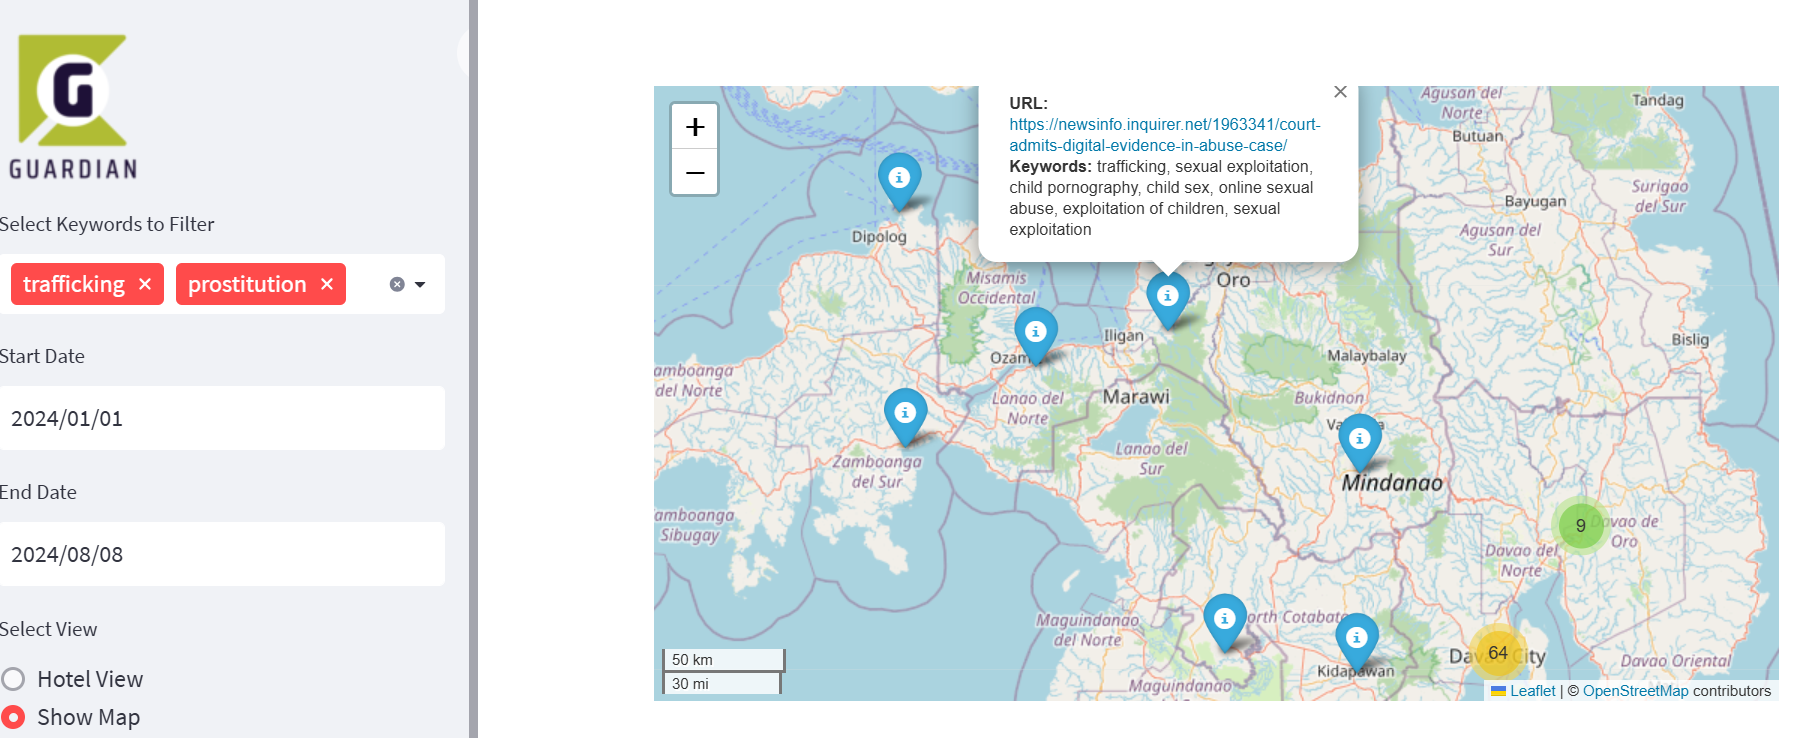 G
GUARDIAN
Select Keywords to Filter
trafficking ×
prostitution ×
Start Date
2024/01/01
End Date
2024/08/08
Select View
Hotel View
Show Map
+
−
URL:
https://newsinfo.inquirer.net/1963341/court-
admits-digital-evidence-in-abuse-case/
Keywords: trafficking, sexual exploitation,
child pornography, child sex, online sexual
abuse, exploitation of children, sexual
exploitation
×
Agusan del
Norte
Tandag
Butuan
Surigao
del Sur
Bayugan
Dipolog
Agusan del
Sur
Misamis
Occidental
Oro
Iligan
Ozam
Malaybalay
Bislig
amboanga
del Norte
Lanao del
Norte
Marawi
Bukidnon
Lanao del
Sur
Zamboanga
del Sur
Mindanao
amboanga
Sibugay
9
Davao de
Oro
Davao del
Norte
Maguindanao
del Norte
orth Cotabato
64
City
Davao Oriental
Kidapawan
Maguindanao
50 km
30 mi
Leaflet | © OpenStreetMap contributors